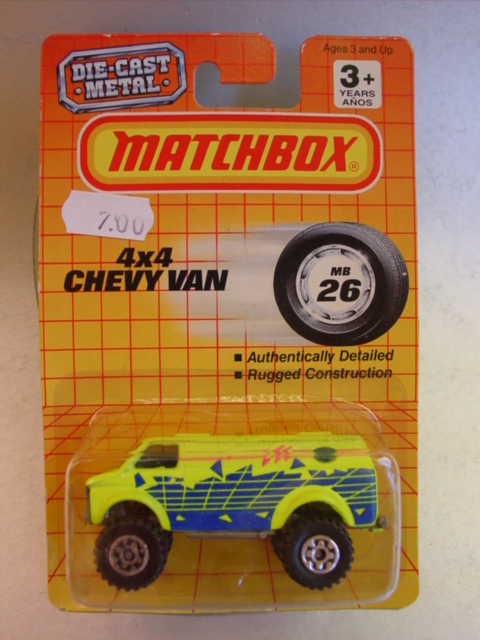 DIE-CAST
METAL
Ages 3 and Up
3+
YEARS
AÑOS
MATCHBOX®
7.00
4x4
CHEVY VAN
MB
26
■ Authentically Detailed
■ Rugged Construction